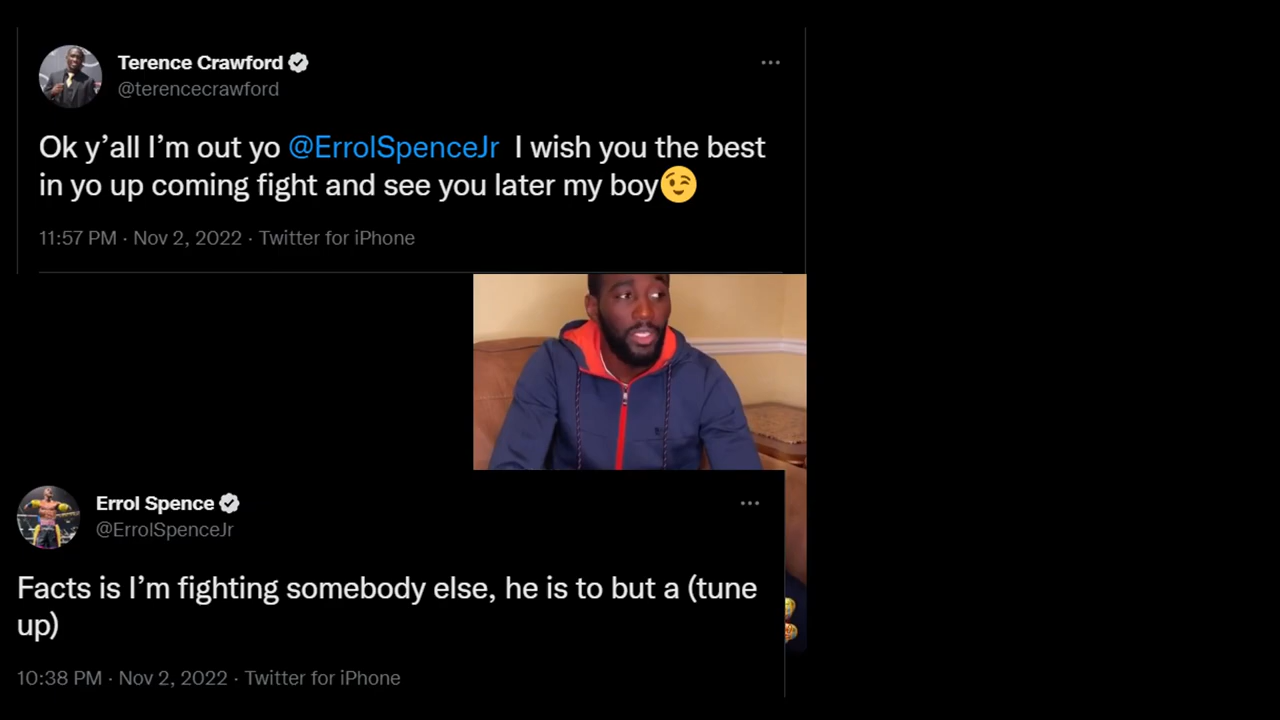 Terence Crawford
@terencecrawford
Ok y’all I’m out yo @ErrolSpenceJr I wish you the best
in yo up coming fight and see you later my boy😉
11:57 PM · Nov 2, 2022 · Twitter for iPhone
Errol Spence
@ErrolSpenceJr
Facts is I’m fighting somebody else, he is to but a (tune
up)
10:38 PM · Nov 2, 2022 · Twitter for iPhone